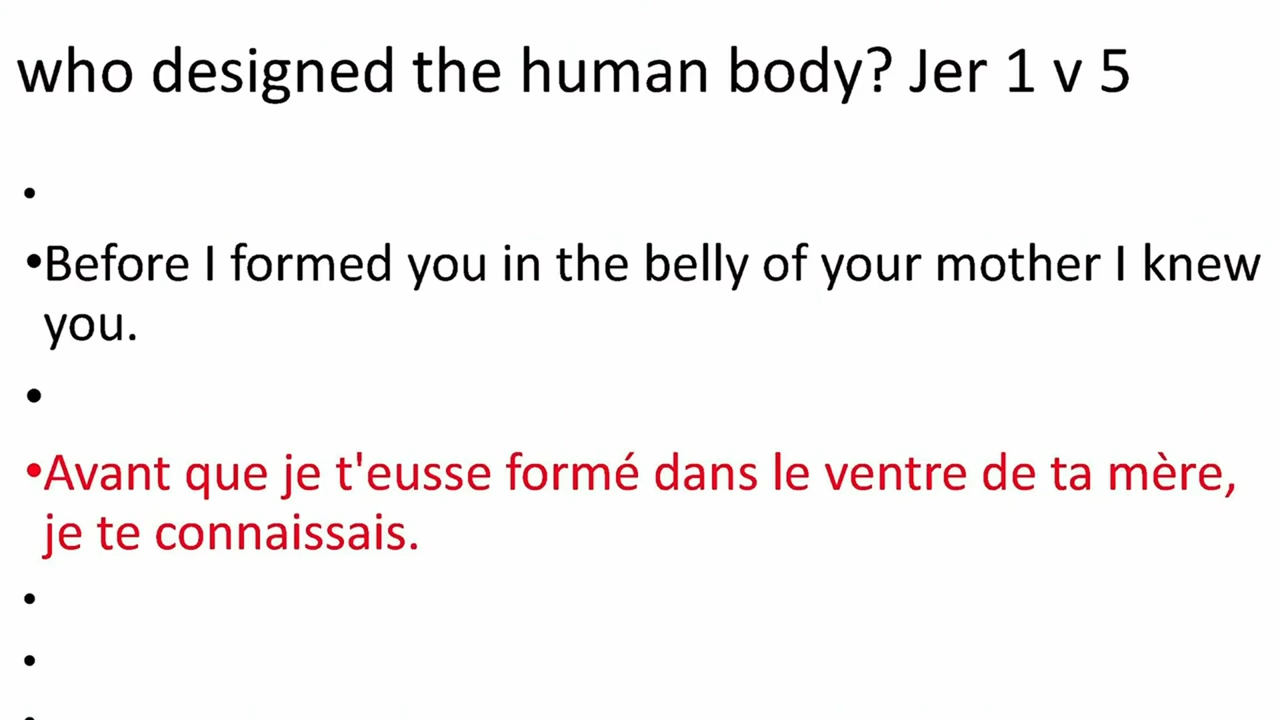 who designed the human body? Jer 1 v 5
•
•Before I formed you in the belly of your mother I knew
you.
•
•Avant que je t'eusse formé dans le ventre de ta mère,
je te connaissais.
•
•
•